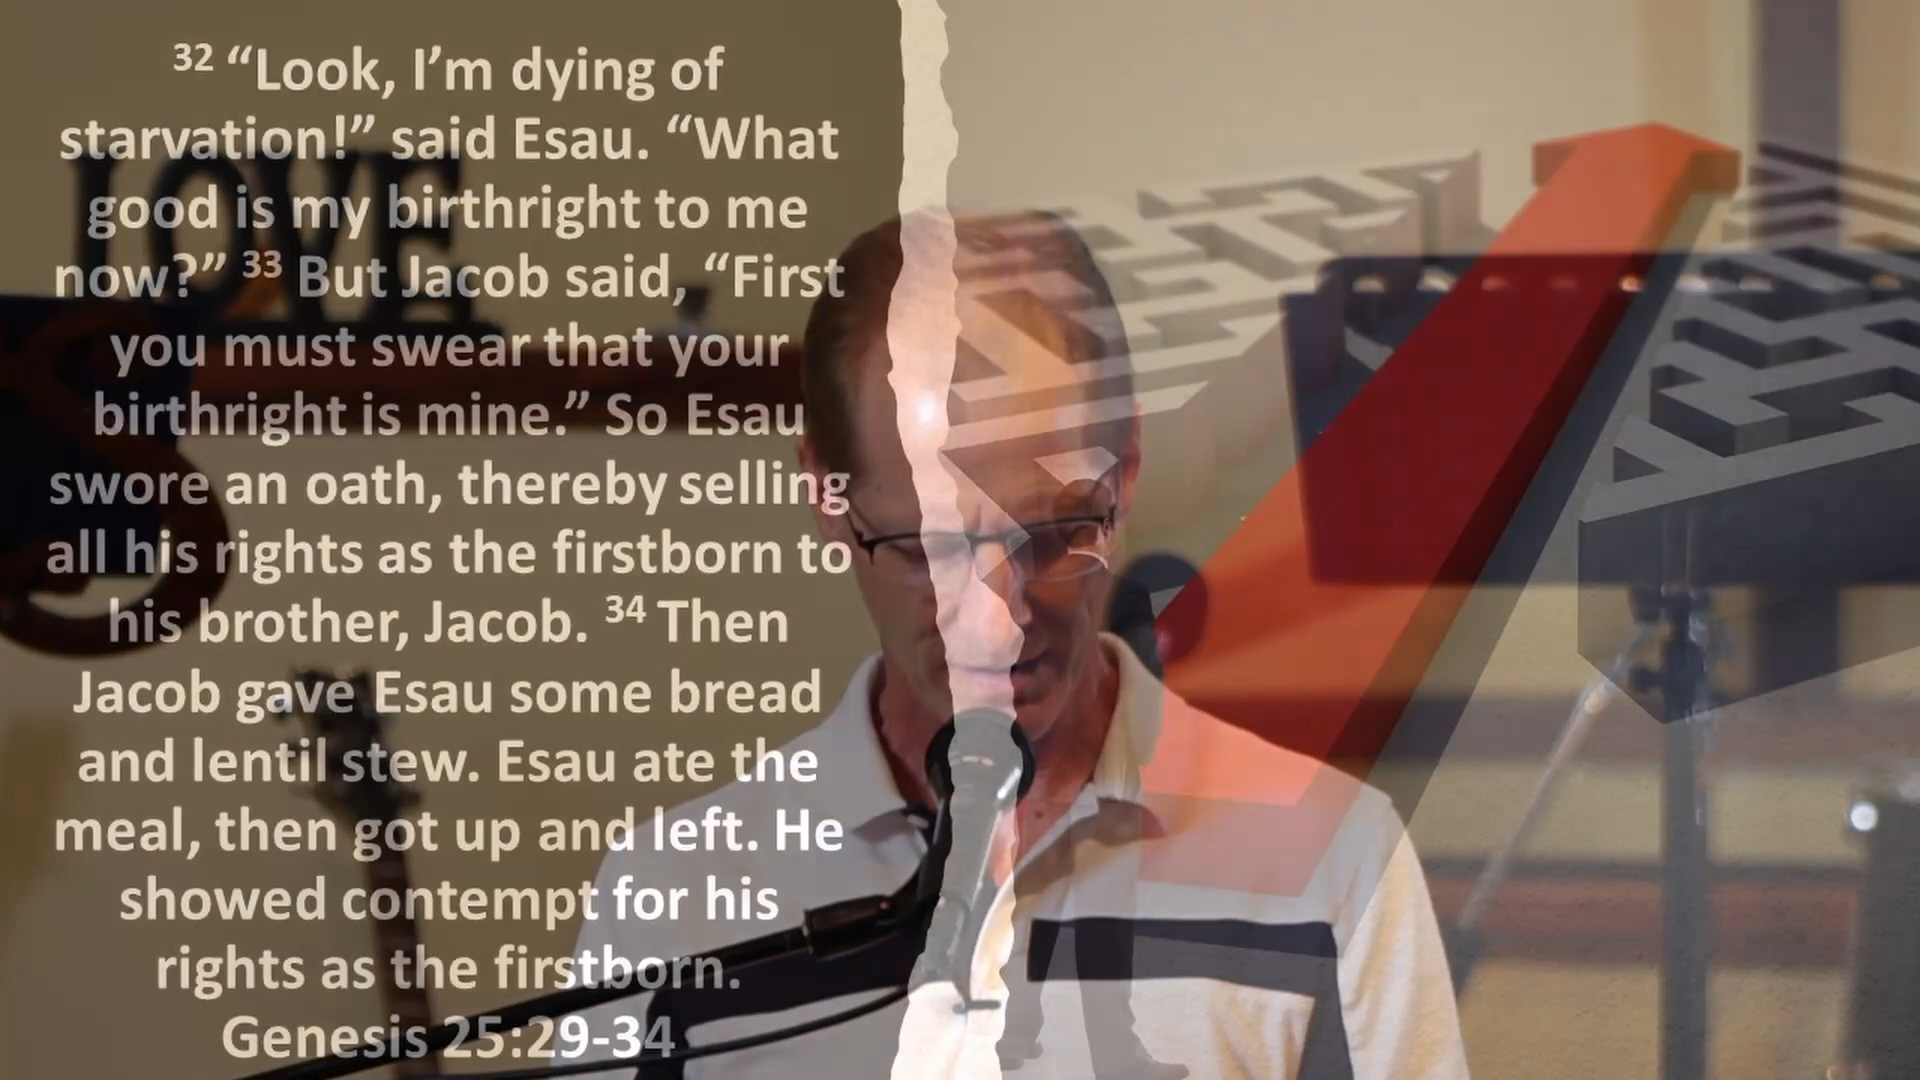 32 “Look, I’m dying of
starvation!” said Esau. “What
good is my birthright to me
now?” 33 But Jacob said, “First
you must swear that your
birthright is mine.” So Esau
swore an oath, thereby selling
all his rights as the firstborn to
his brother, Jacob. 34 Then
Jacob gave Esau some bread
and lentil stew. Esau ate the
meal, then got up and left. He
showed contempt for his
rights as the firstborn.
Genesis 25:29-34
LOVE